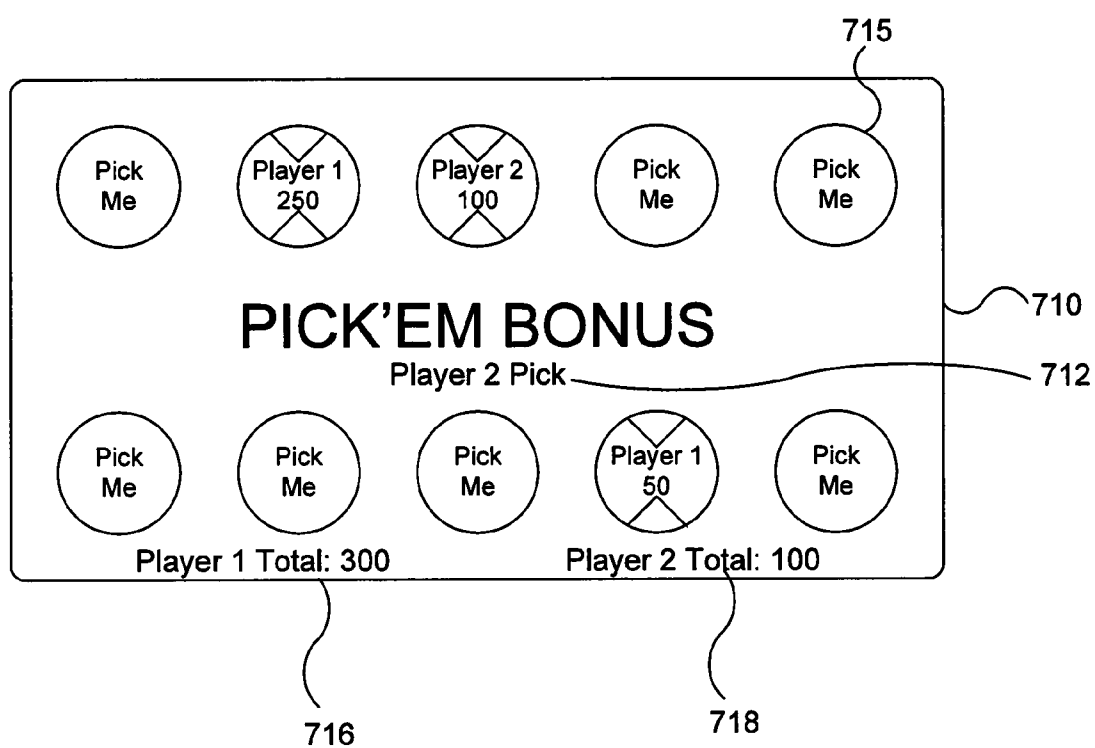 715
Pick
Me
Player 1
250
Player 2
100
Pick
Me
Pick
Me
710
PICK'EM BONUS
Player 2 Pick
712
Pick
Me
Pick
Me
Pick
Me
Player 1
50
Pick
Me
Player 1 Total: 300
Player 2 Total: 100
716
718